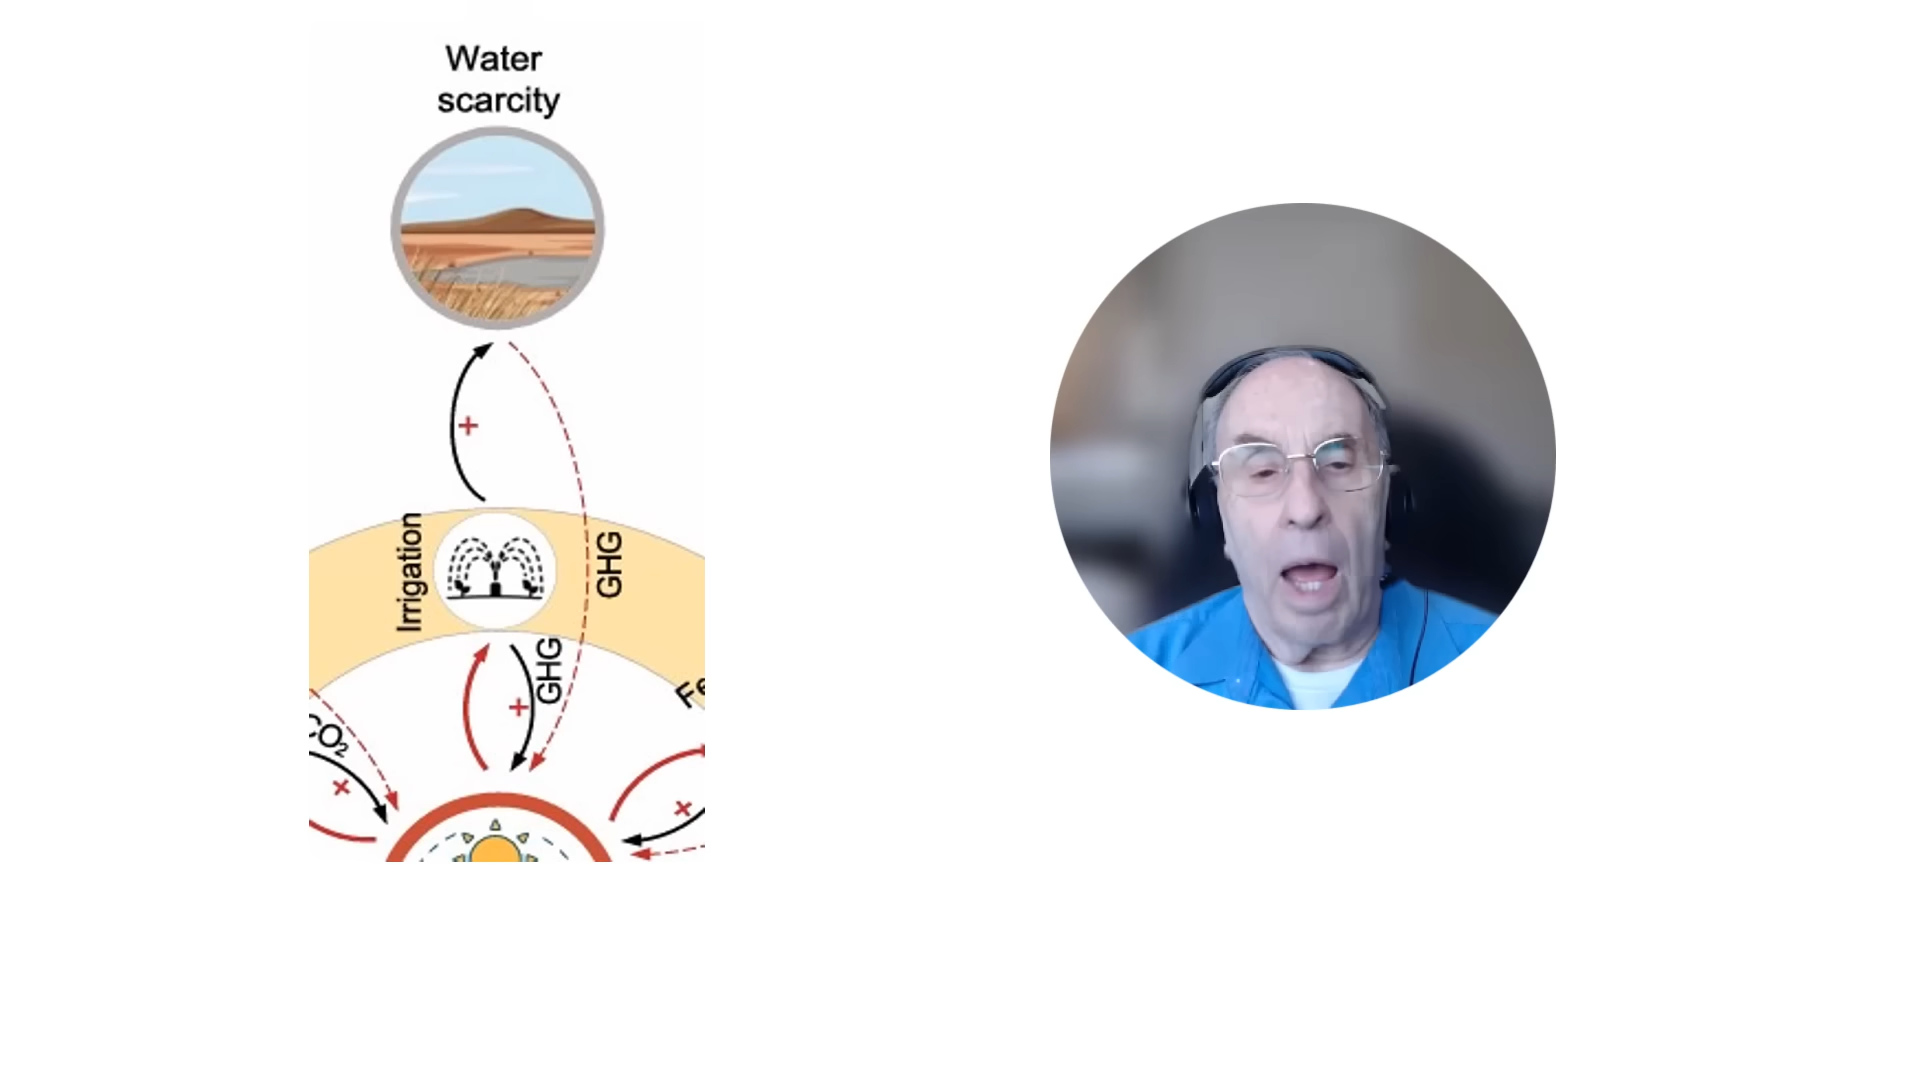 Water
scarcity
+
Irrigation
GHG
GHG
+
CO₂
+
+